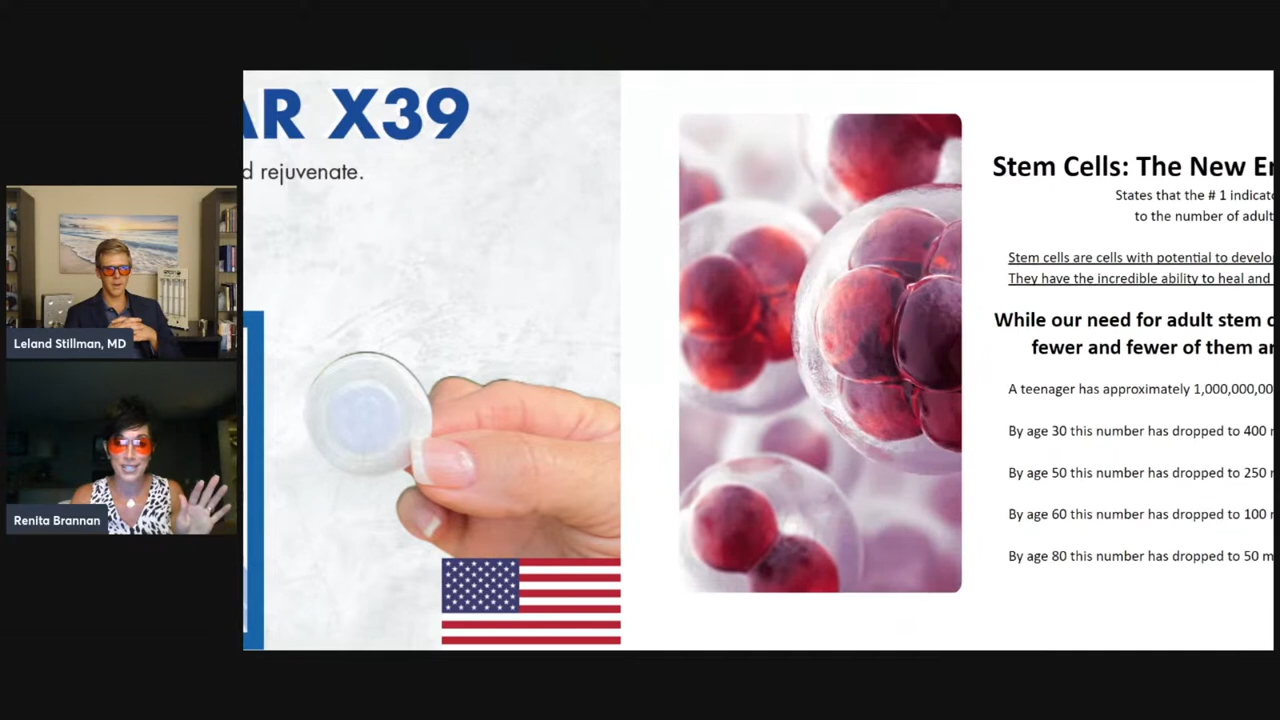 Leland Stillman, MD
Renita Brannan
AR X39
d rejuvenate.
Stem Cells: The New
States that the # 1
to the number of adult
Stem cells are cells with potential to
They have the incredible ability to heal and
While our need for adult stem
fewer and fewer of them
A teenager has approximately 1,000,000,00
By age 30 this number has dropped to 400
By age 50 this number has dropped to 250
By age 60 this number has dropped to 100
By age 80 this number has dropped to 50